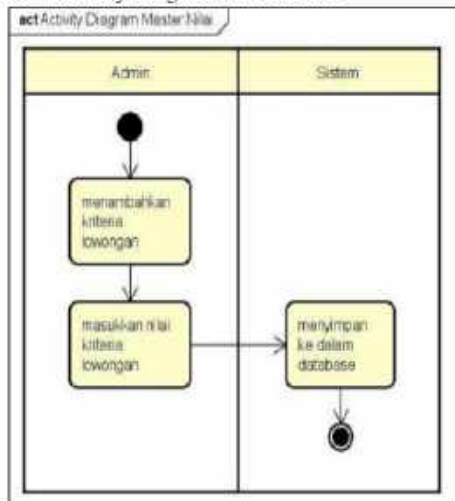 act Activity Diagram Master Nilai
Admin
Sistem
menambahkan
kriteria
lowongan
masukkan nilai
kriteria
lowongan
menyimpan
ke dalam
database